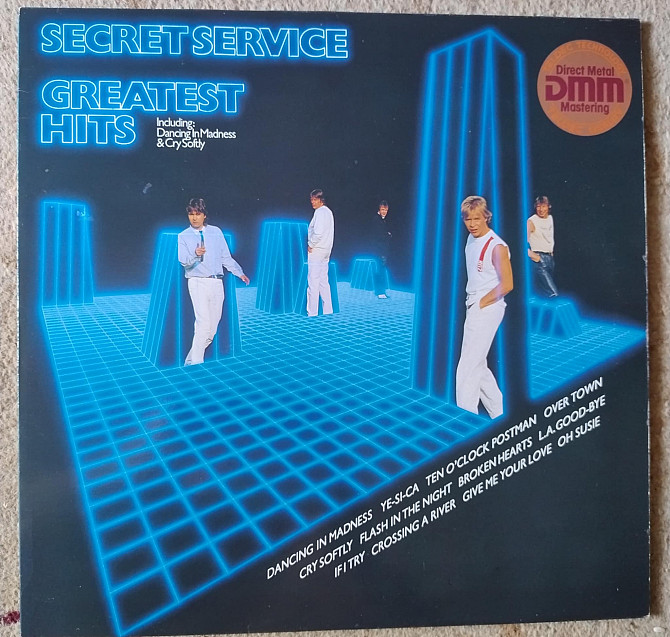 SECRET SERVICE
GREATEST
HITS
Including:
Dancing In Madness
& Cry Softly
Direct Metal
DMM
Mastering
DANCING IN MADNESS YE-SI-CA TEN O'CLOCK POSTMAN OVER TOWN
CRY SOFTLY FLASH IN THE NIGHT BROKEN HEARTS L.A. GOOD-BYE
IF I TRY CROSSING A RIVER GIVE ME YOUR LOVE OH SUSIE